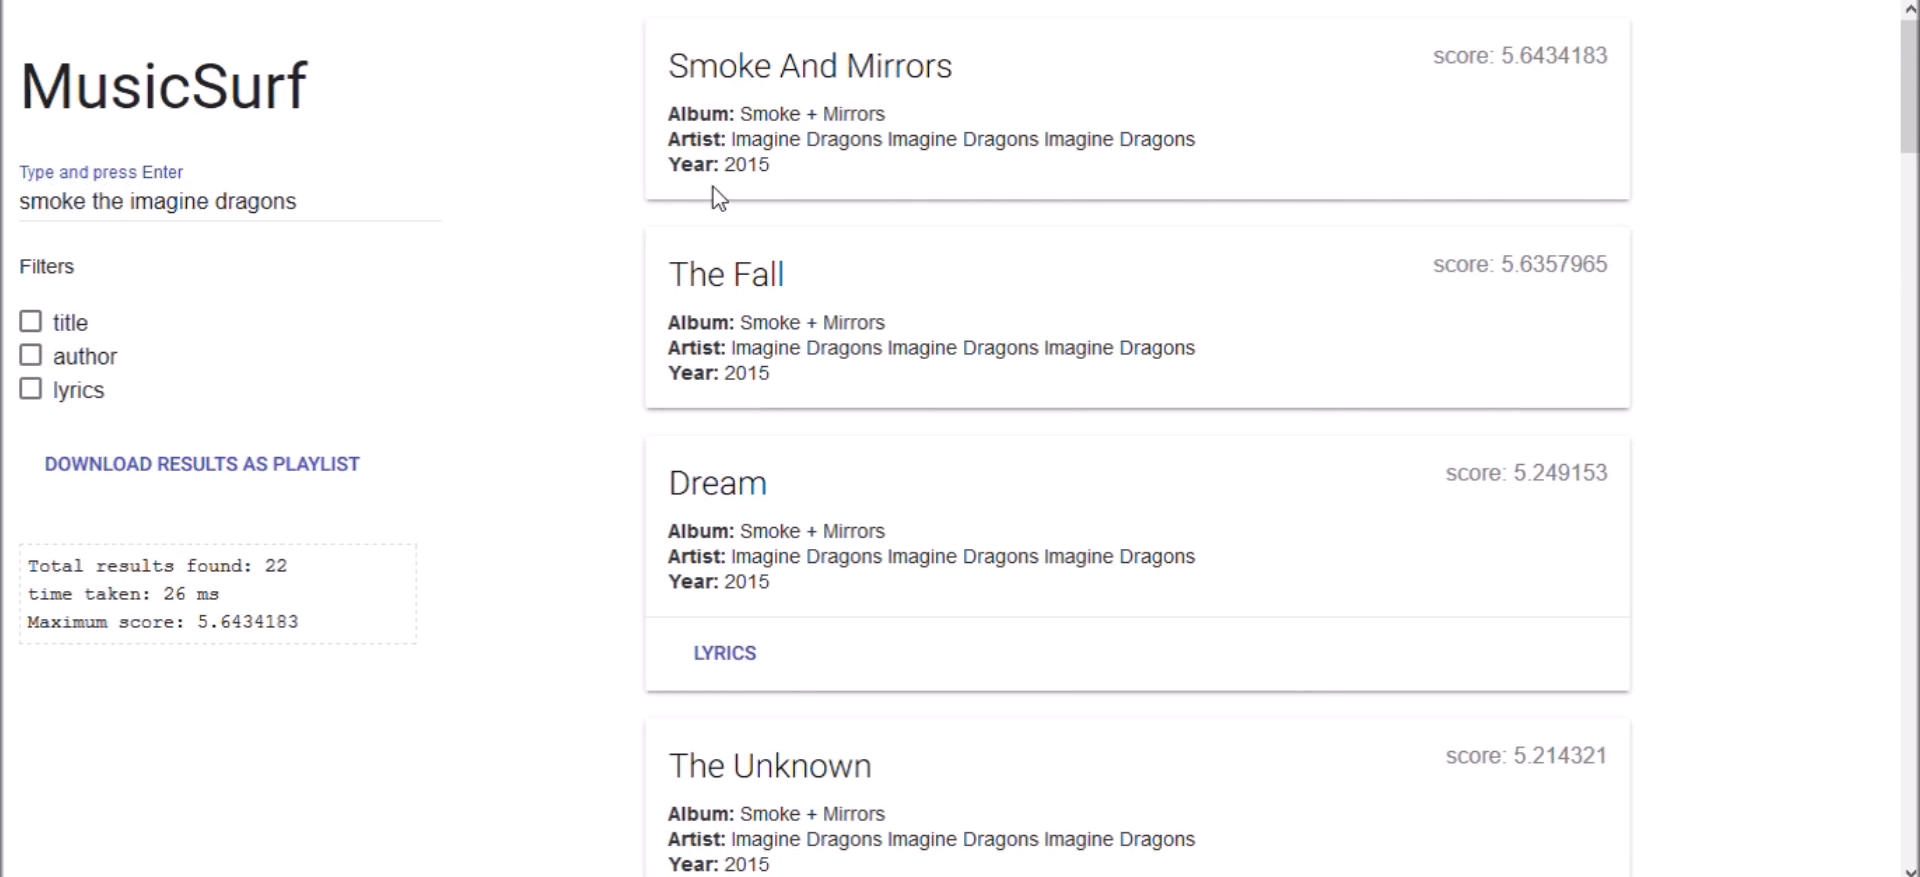 MusicSurf
Type and press Enter
smoke the imagine dragons
Filters
title
author
lyrics
DOWNLOAD RESULTS AS PLAYLIST
Total results found: 22
time taken: 26 ms
Maximum score: 5.6434183
Smoke And Mirrors
score: 5.6434183
Album: Smoke + Mirrors
Artist: Imagine Dragons Imagine Dragons Imagine Dragons
Year: 2015
The Fall
score: 5.6357965
Album: Smoke + Mirrors
Artist: Imagine Dragons Imagine Dragons Imagine Dragons
Year: 2015
Dream
score: 5.249153
Album: Smoke + Mirrors
Artist: Imagine Dragons Imagine Dragons Imagine Dragons
Year: 2015
LYRICS
The Unknown
score: 5.214321
Album: Smoke + Mirrors
Artist: Imagine Dragons Imagine Dragons Imagine Dragons
Year: 2015